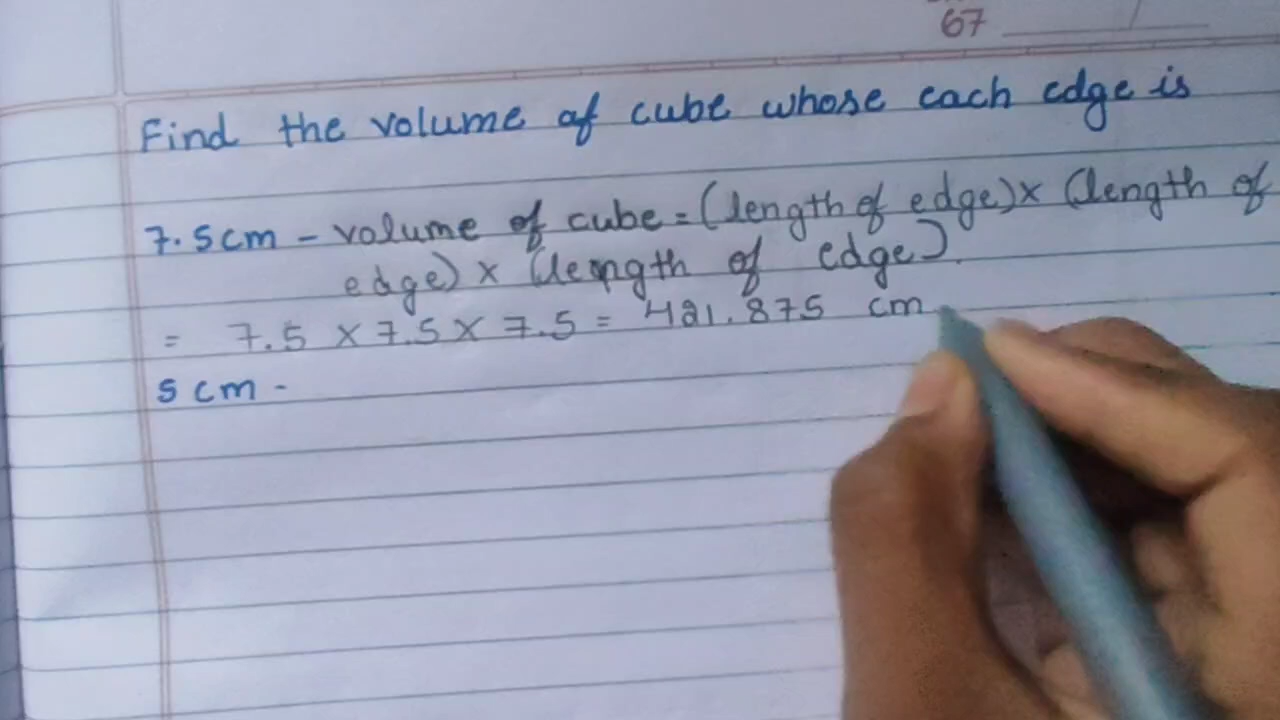 67
Find the volume of cube whose each edge is
7.5cm - volume of cube = (length of edge) x (length of
edge) x (length of edge).
= 7.5 x 7.5 x 7.5 = 421.875 cm
5 cm -